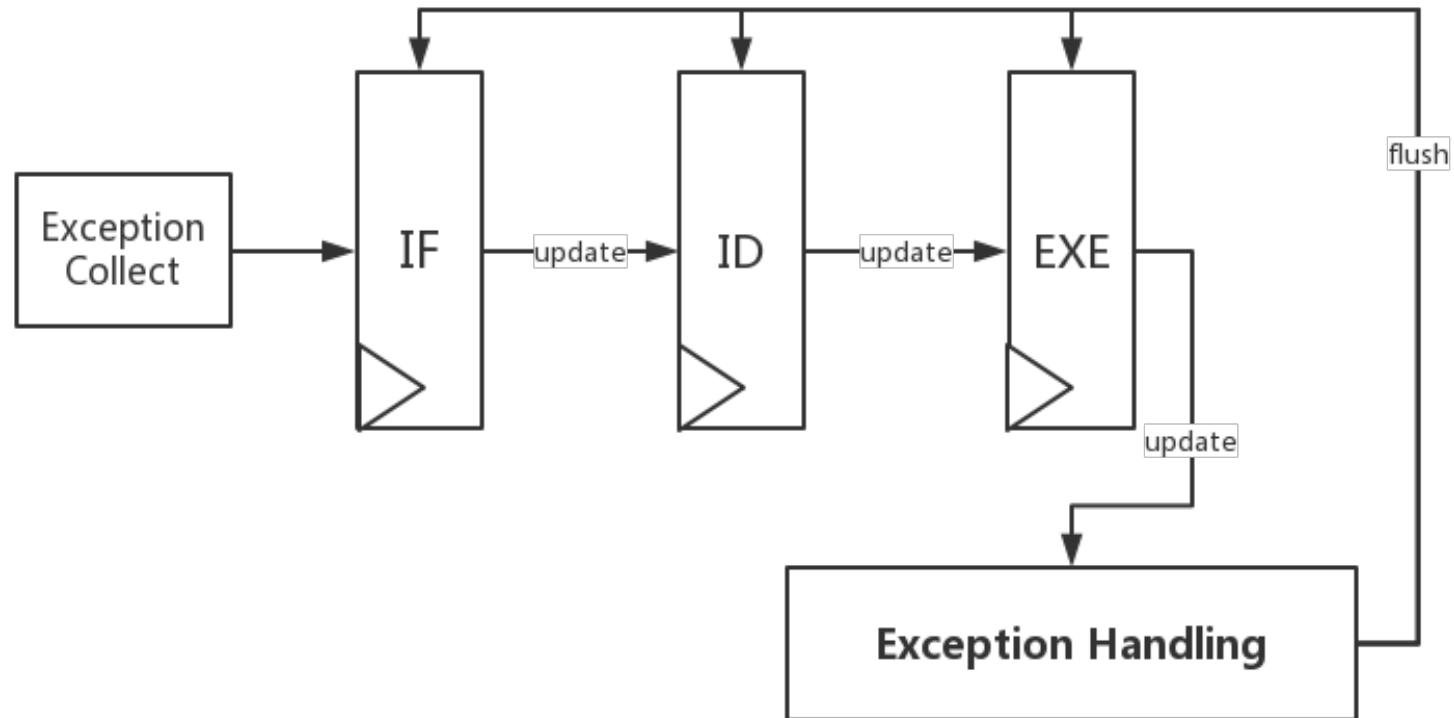 flush
Exception
Collect
IF
update
ID
update
EXE
update
Exception Handling